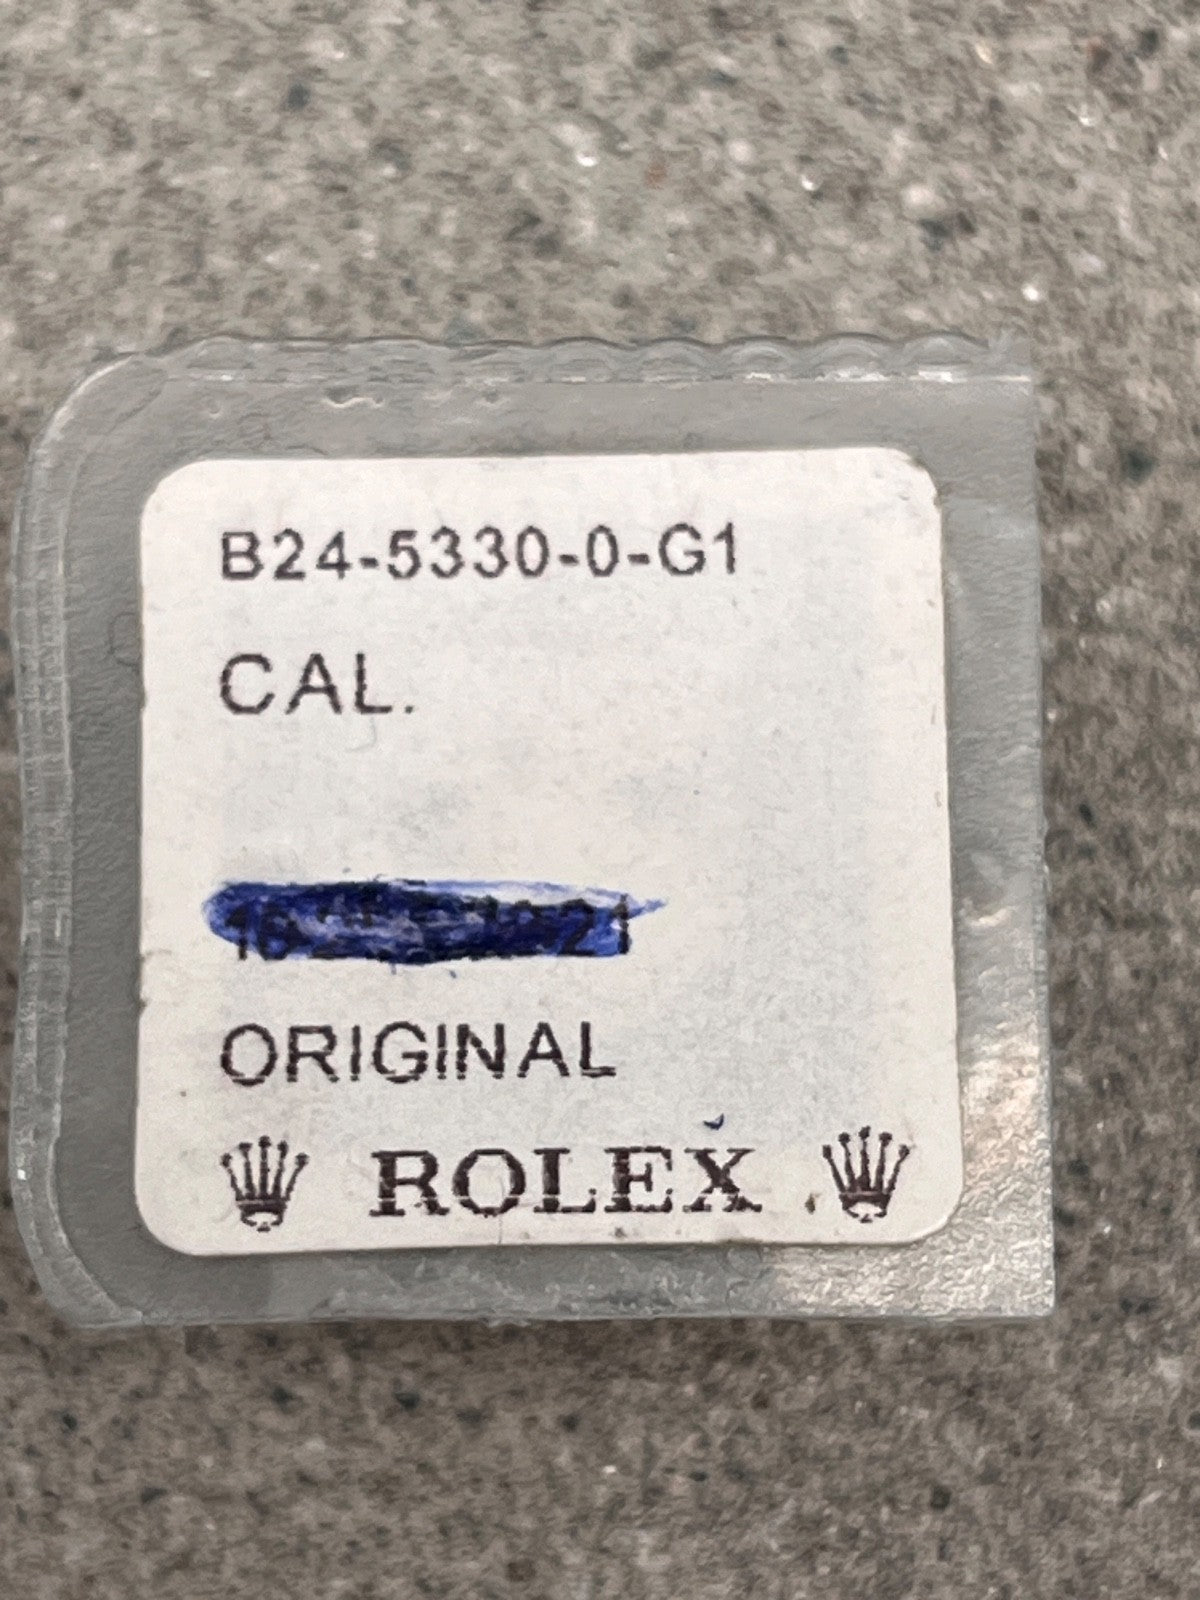 B24-5330-0-G1
CAL.
ORIGINAL
ROLEX